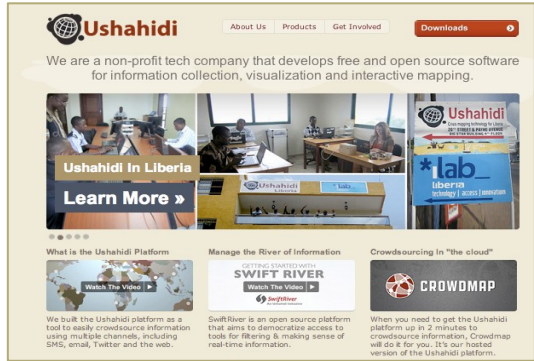 Ushahidi
About Us
Products
Get Involved
Downloads
We are a non-profit tech company that develops free and open source software
for information collection, visualization and interactive mapping.
Ushahidi In Liberia
Learn More »
Ushahidi
Liberia
*ilab_
Ushahidi
*ilab_
liberia
technology | access | innovation
What is the Ushahidi Platform
Watch The Video
We built the Ushahidi platform as a
tool to easily crowdsource information
using multiple channels, including
SMS, email, Twitter and the web.
Manage the River of Information
GETTING STARTED WITH
SWIFT RIVER
Watch The Video
SwiftRiver
SwiftRiver is an open source platform
that aims to democratize access to
tools for filtering & making sense of
real-time information.
Crowdsourcing In "the cloud"
CROWDMAP
When you need to get the Ushahidi
platform up in 2 minutes to
crowdsource information, Crowdmap
will do it for you. It's our hosted
version of the Ushahidi platform.